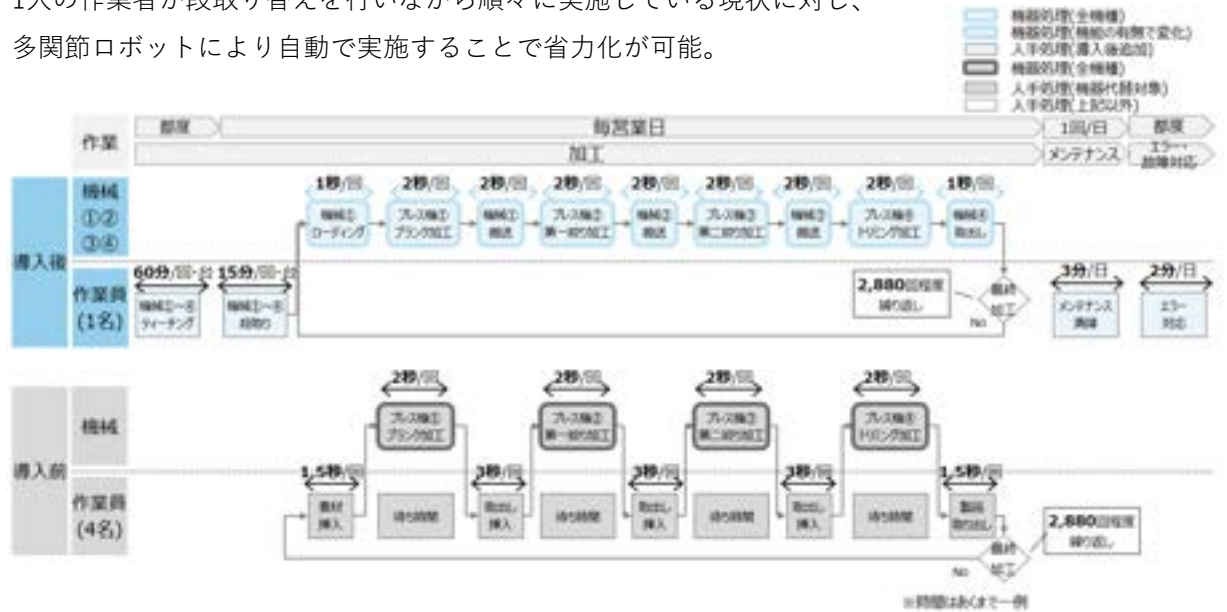 1人の作業者が段取り替えを行いながら順々に実施している現状に対し、
多関節ロボットにより自動で実施することで省力化が可能。
機器処理(全機種)
機器処理(機能の有無で変化)
人手処理(導入後追加)
機器処理(全機種)
人手処理(機器代替対象)
人手処理(上記以外)
作業
都度
毎営業日
1回/日
都度
加工
メンテナンス
エラー・
故障対応
導入後
機械
①②
③④
1秒/回
2秒/回
2秒/回
2秒/回
2秒/回
2秒/回
2秒/回
2秒/回
1秒/回
機械①
ローディング
プレス機①
ブランク加工
機械①
搬送
プレス機②
第一絞り加工
機械②
搬送
プレス機③
第二絞り加工
機械③
搬送
プレス機④
トリミング加工
機械④
取出し
作業員
(1名)
60分/回・台
15分/回・台
機械①～④
ティーチング
機械①～④
段取り
2,880回程度
繰り返し
最終
加工
No
3分/日
2分/日
メンテナンス
清掃
エラー
対応
導入前
機械
2秒/回
2秒/回
2秒/回
2秒/回
プレス機①
ブランク加工
プレス機②
第一絞り加工
プレス機③
第二絞り加工
プレス機④
トリミング加工
作業員
(4名)
1.5秒/回
3秒/回
3秒/回
3秒/回
1.5秒/回
素材
挿入
待ち時間
取出し
挿入
待ち時間
取出し
挿入
待ち時間
取出し
挿入
待ち時間
製品
取り出し
2,880回程度
繰り返し
最終
加工
No
※時間はあくまで一例